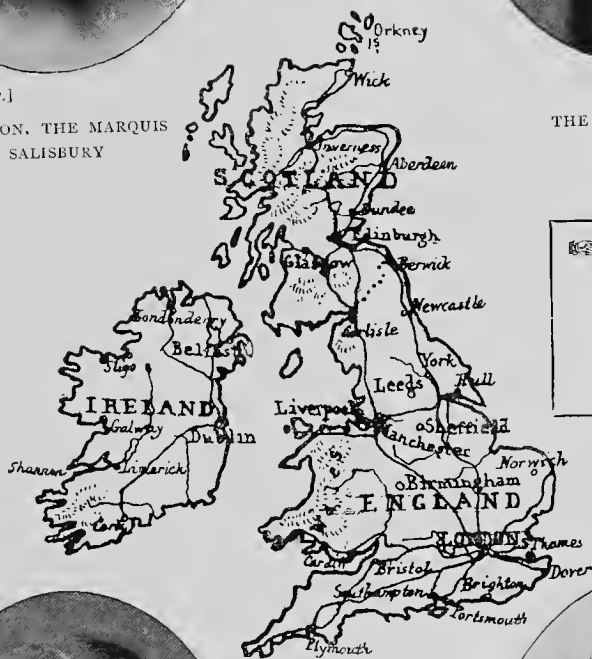 Orkney
Is
Wick
ON, THE MARQUIS
SALISBURY
THE
Inverness
Aberdeen
SCOTLAND
Dundee
Edinburgh
Glasgow
Berwick
Newcastle
Londonderry
Carlisle
Belfast
Sligo
York
Leeds
Hull
IRELAND
Liverpool
Galway
Dublin
Sheffield
Manchester
Norwich
Shannon
Limerick
Birmingham
ENGLAND
Cork
LONDON
Thames
Cardiff
Bristol
Dover
Southampton
Brighton
Portsmouth
Plymouth